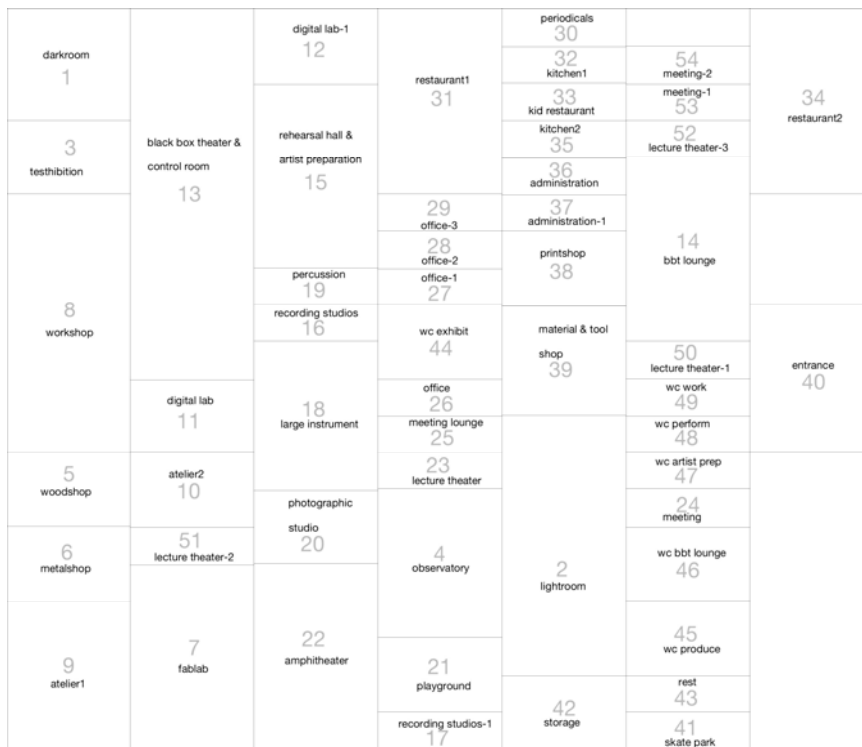 darkroom
1
3
testhibition
8
workshop
5
woodshop
6
metalshop
9
atelier1
black box theater &
control room
13
digital lab
11
atelier2
10
51
lecture theater-2
7
fablab
digital lab-1
12
rehearsal hall &
artist preparation
15
percussion
19
recording studios
16
18
large instrument
photographic
studio
20
22
amphitheater
restaurant1
31
29
office-3
28
office-2
office-1
27
wc exhibit
44
office
26
meeting lounge
25
23
lecture theater
4
observatory
21
playground
recording studios-1
17
periodicals
30
32
kitchen1
33
kid restaurant
kitchen2
35
36
administration
37
administration-1
printshop
38
material & tool
shop
39
2
lightroom
42
storage
54
meeting-2
meeting-1
53
52
lecture theater-3
14
bbt lounge
50
lecture theater-1
wc work
49
wc perform
48
wc artist prep
47
24
meeting
wc bbt lounge
46
45
wc produce
rest
43
41
skate park
34
restaurant2
entrance
40